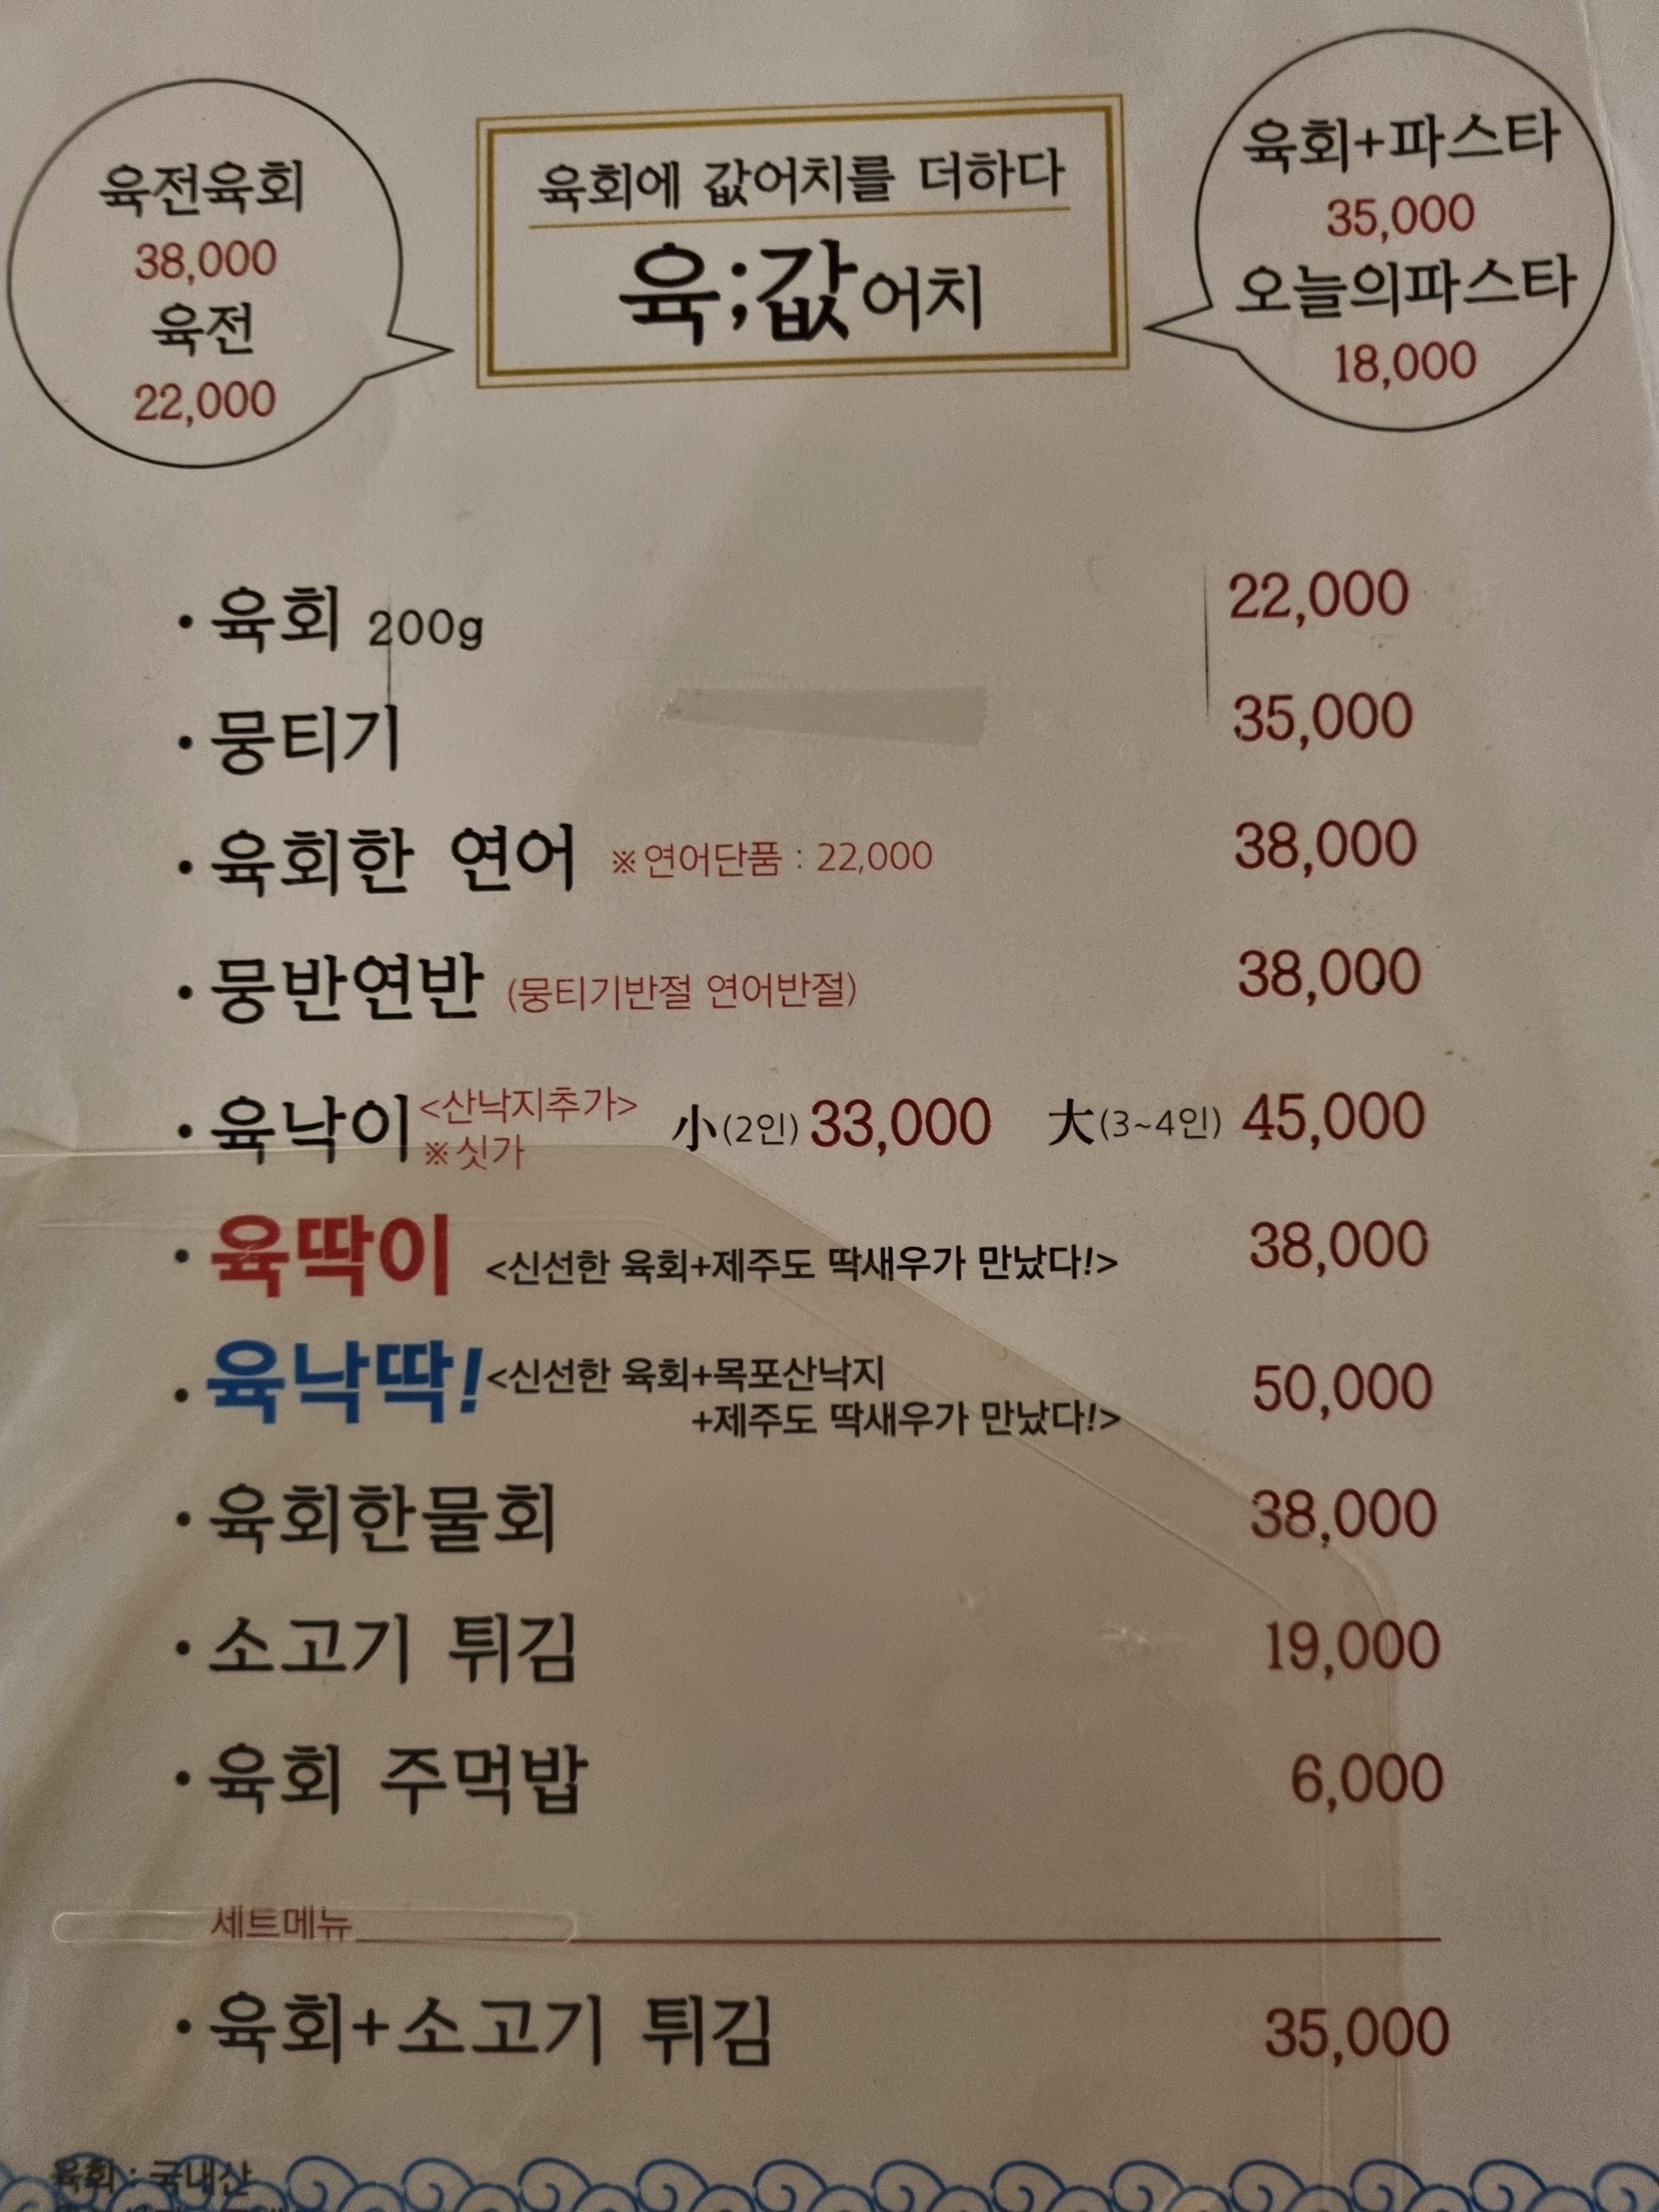 육전육회
38,000
육전
22,000
육회에 값어치를 더하다
육;값어치
육회+파스타
35,000
오늘의파스타
18,000
· 육회 200g 22,000
· 뭉티기 35,000
· 육회한 연어 ※연어단품 : 22,000 38,000
· 뭉반연반 (뭉티기반절 연어반절) 38,000
· 육낙이 <산낙지추가> ※싯가 小(2인) 33,000 大(3~4인) 45,000
· 육딱이 <신선한 육회+제주도 딱새우가 만났다!> 38,000
· 육낙딱! <신선한 육회+목포산낙지 50,000
+제주도 딱새우가 만났다!>
· 육회한물회 38,000
· 소고기 튀김 19,000
· 육회 주먹밥 6,000
세트메뉴
· 육회+소고기 튀김 35,000
육회 : 국내산